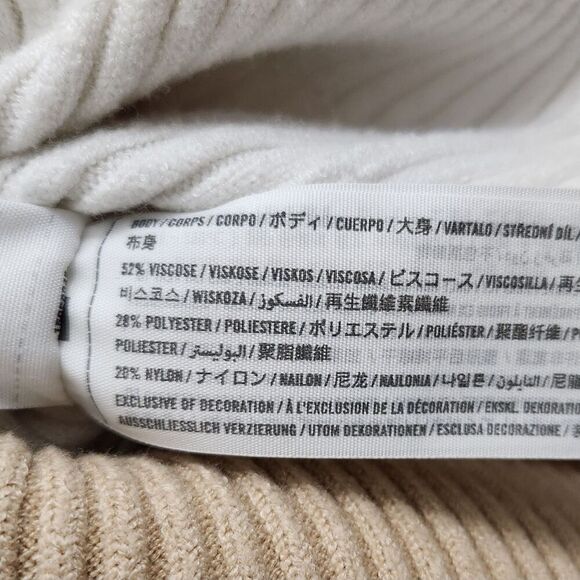 BODY / CORPS / CORPO / ボディ / CUERPO / 大身 / VARTALO / STŘEDNÍ DÍL /
布身
52% VISCOSE / VISKOSE / VISKOS / VISCOSA / ビスコース / VISCOSILLA / 再生
비스코스 / WISKOZA / الفسكوز / 再生纖維素纖維
28% POLYESTER / POLIESTERE / ポリエステル / POLIÉSTER / 聚酯纤维 /
POLIESTER / البوليستر / 聚脂纖維
20% NYLON / ナイロン / NAILON / 尼龙 / NAJLONIA / 나일론 / النايلون /
EXCLUSIVE OF DECORATION / À L'EXCLUSION DE LA DÉCORATION / EKSKL. DEKORATION
AUSSCHLIESSLICH VERZIERUNG / UTOM DEKORATIONEN / ESCLUSA DECORAZIONE /